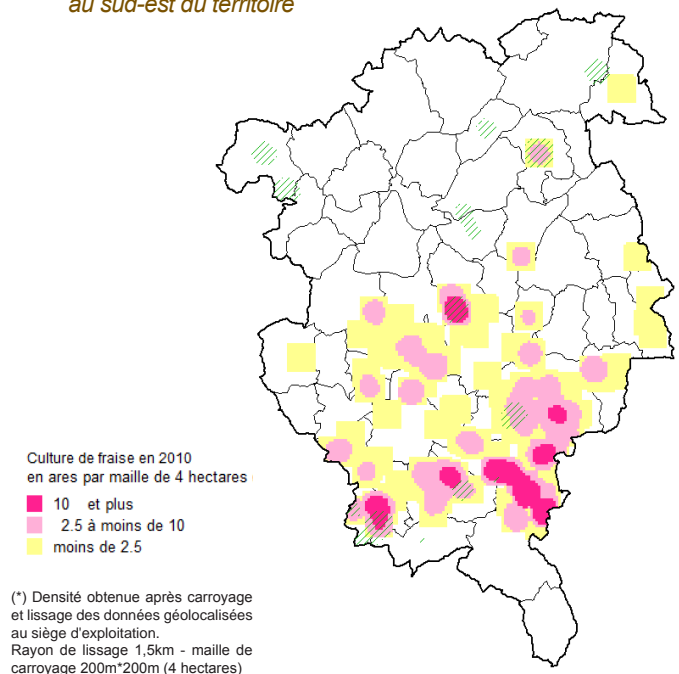 au sud-est du territoire
Culture de fraise en 2010
en ares par maille de 4 hectares
10 et plus
2.5 à moins de 10
moins de 2.5
(*) Densité obtenue après carroyage
et lissage des données géolocalisées
au siège d'exploitation.
Rayon de lissage 1,5km - maille de
carroyage 200m*200m (4 hectares)